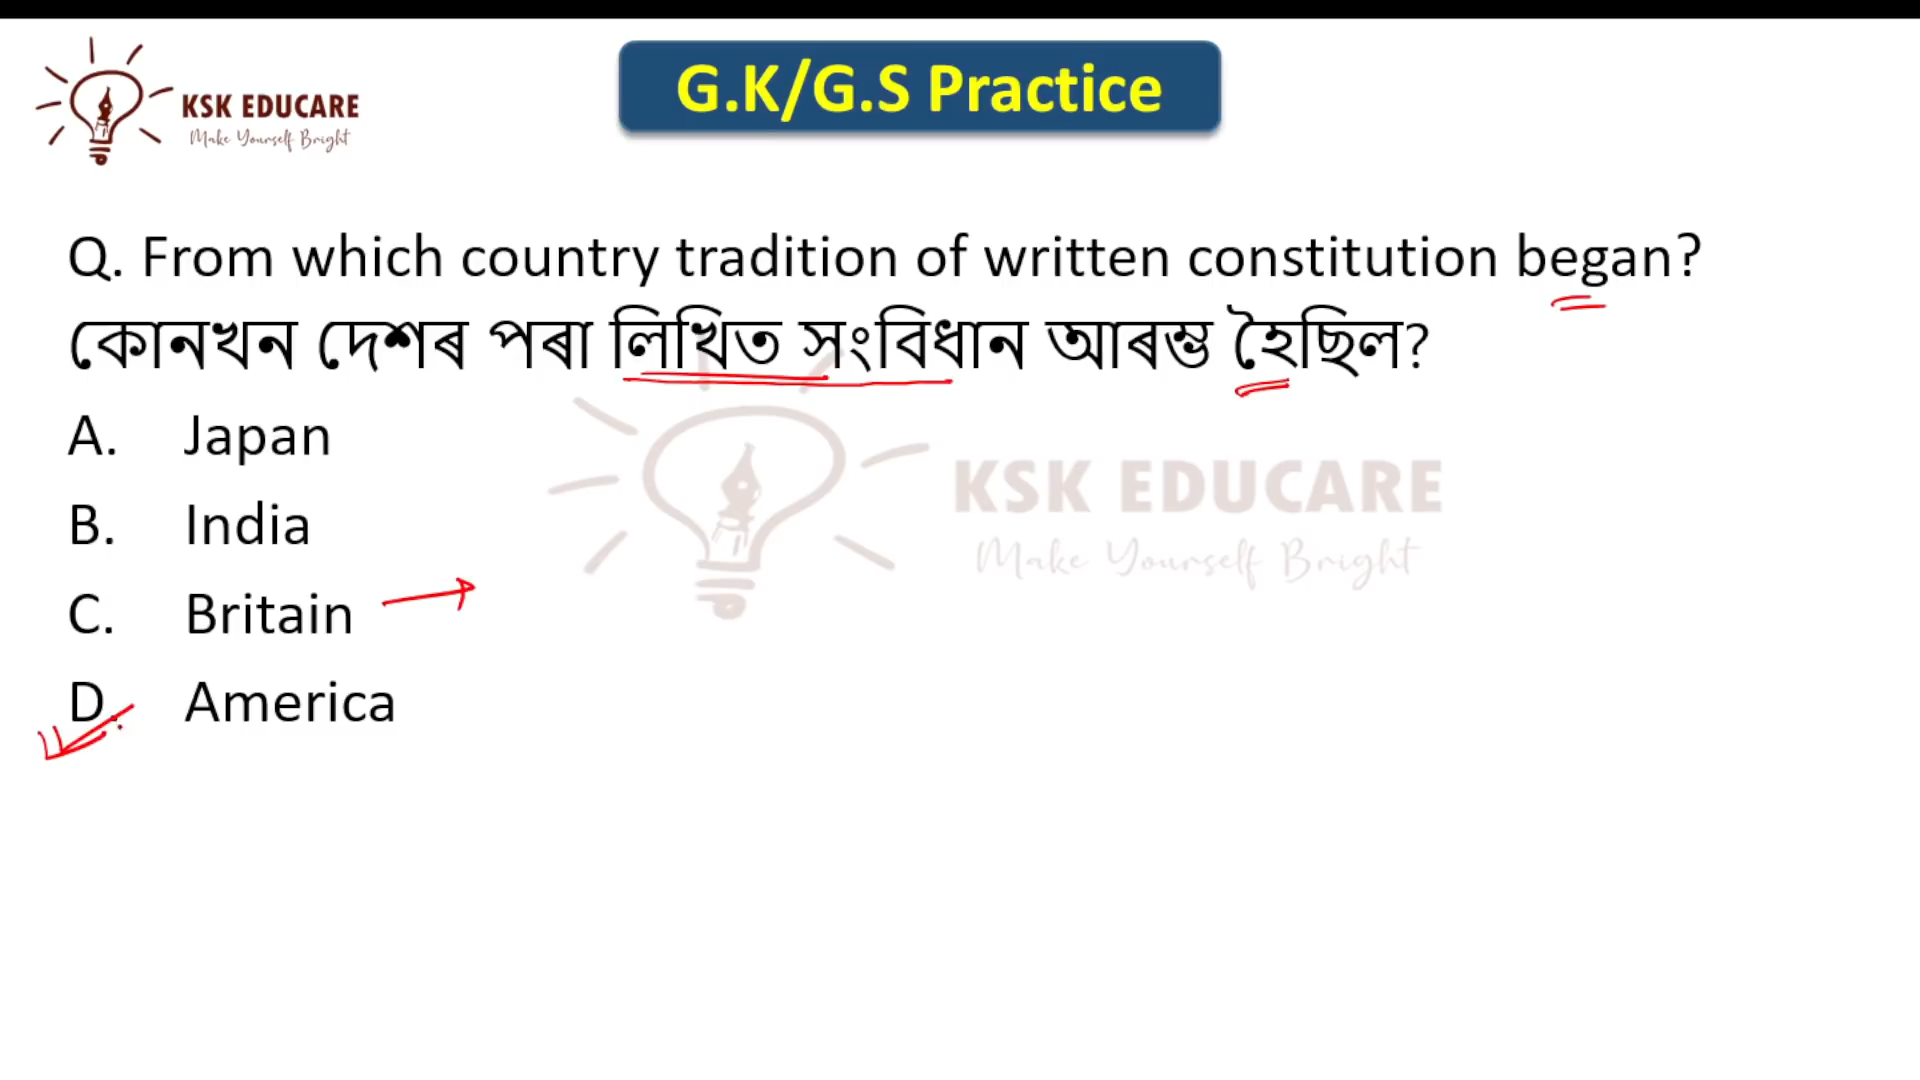 KSK EDUCARE
Make Yourself Bright
G.K/G.S Practice
Q. From which country tradition of written constitution began?
কোনখন দেশৰ পৰা লিখিত সংবিধান আৰম্ভ হৈছিল?
A. Japan
B. India
C. Britain
D. America
KSK EDUCARE
Make Yourself Bright